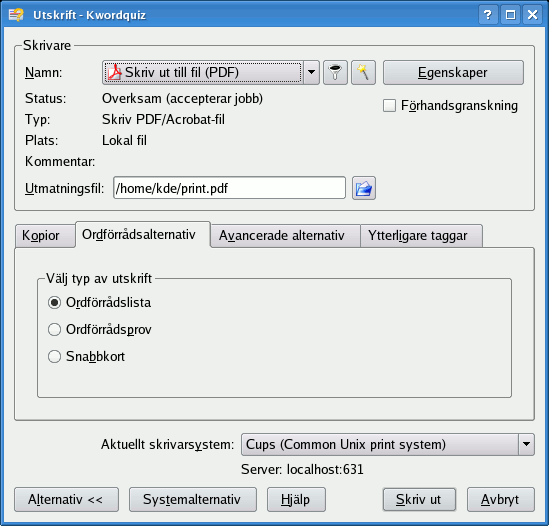 Utskrift - Kwordquiz
Skrivare
Namn: Skriv ut till fil (PDF) Egenskaper
Status: Overksam (accepterar jobb) Förhandsgranskning
Typ: Skriv PDF/Acrobat-fil
Plats: Lokal fil
Kommentar:
Utmatningsfil: /home/kde/print.pdf
Kopior Ordförrådsalternativ Avancerade alternativ Ytterligare taggar
Välj typ av utskrift
Ordförrådslista
Ordförrådsprov
Snabbkort
Aktuellt skrivarsystem: Cups (Common Unix print system)
Server: localhost:631
Alternativ << Systemalternativ Hjälp Skriv ut Avbryt